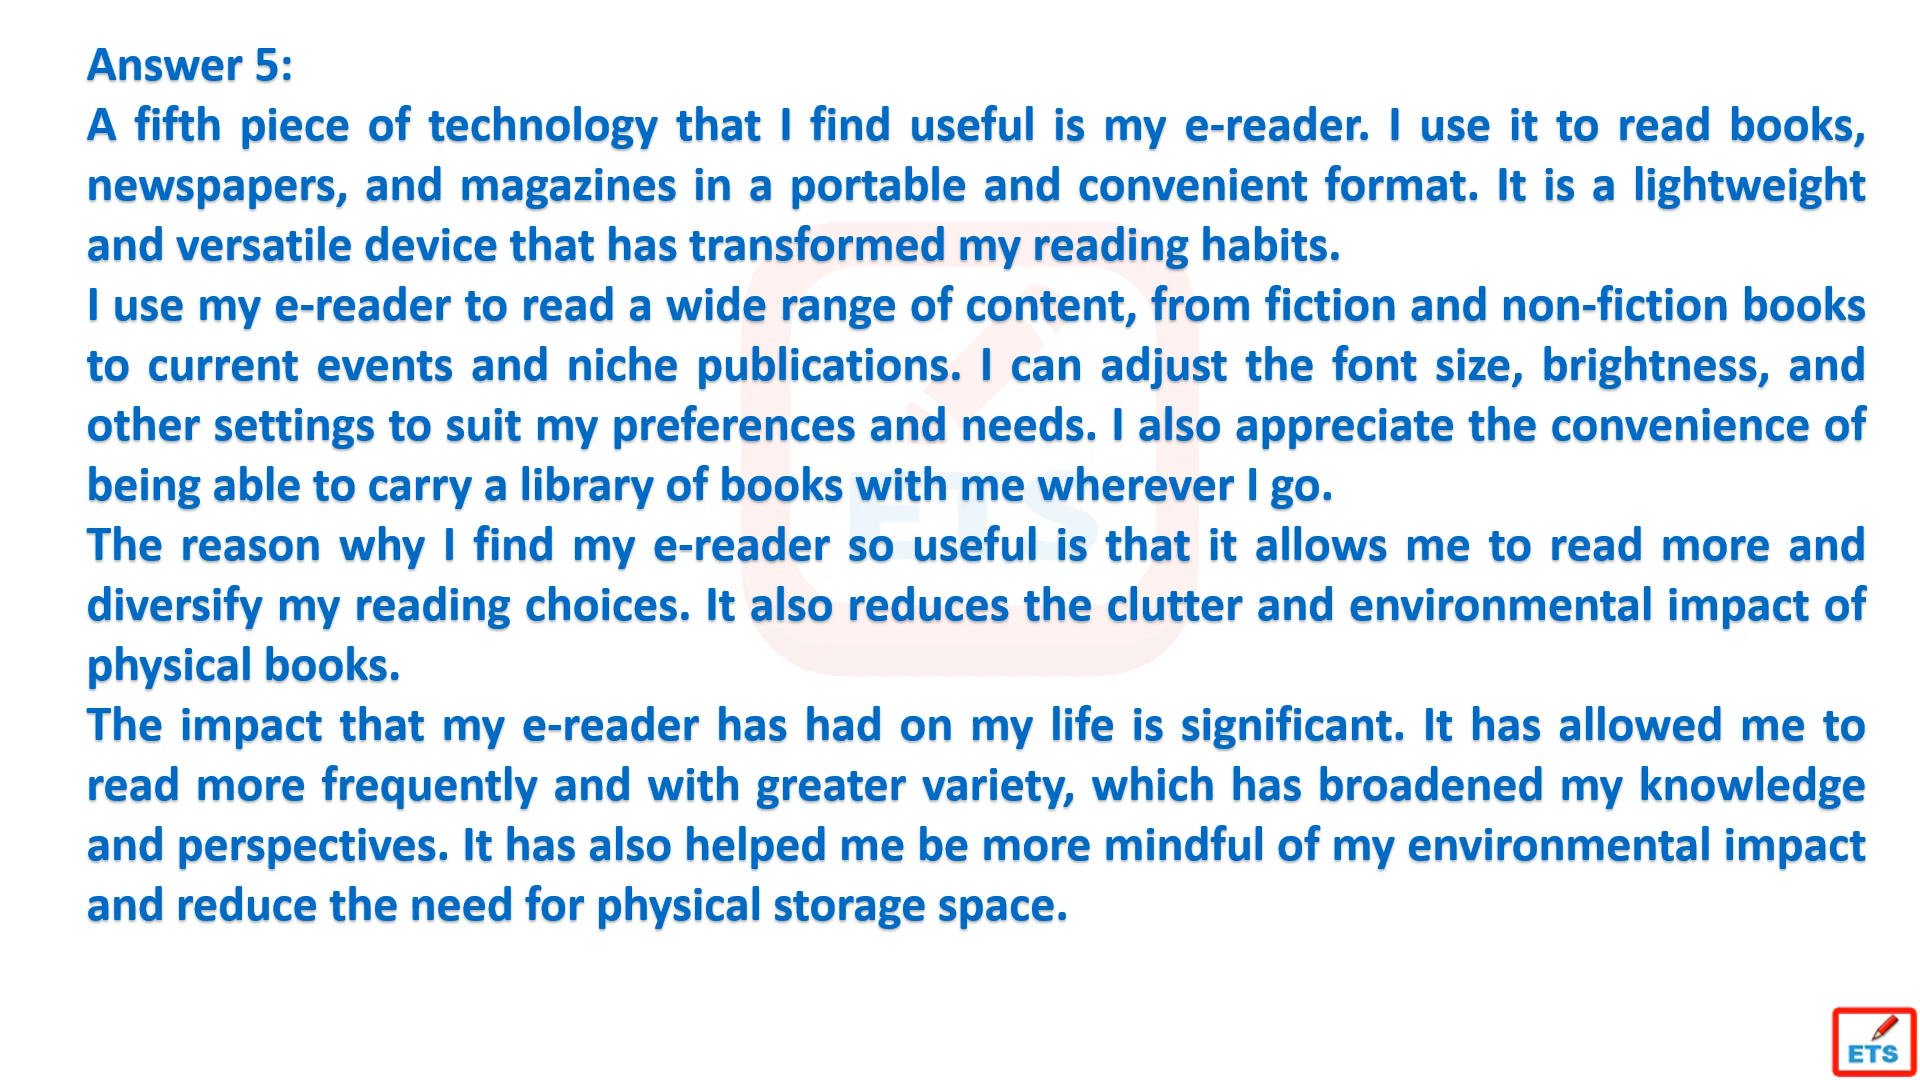 Answer 5:
A fifth piece of technology that I find useful is my e-reader. I use it to read books,
newspapers, and magazines in a portable and convenient format. It is a lightweight
and versatile device that has transformed my reading habits.
I use my e-reader to read a wide range of content, from fiction and non-fiction books
to current events and niche publications. I can adjust the font size, brightness, and
other settings to suit my preferences and needs. I also appreciate the convenience of
being able to carry a library of books with me wherever I go.
The reason why I find my e-reader so useful is that it allows me to read more and
diversify my reading choices. It also reduces the clutter and environmental impact of
physical books.
The impact that my e-reader has had on my life is significant. It has allowed me to
read more frequently and with greater variety, which has broadened my knowledge
and perspectives. It has also helped me be more mindful of my environmental impact
and reduce the need for physical storage space.
ETS
ETS